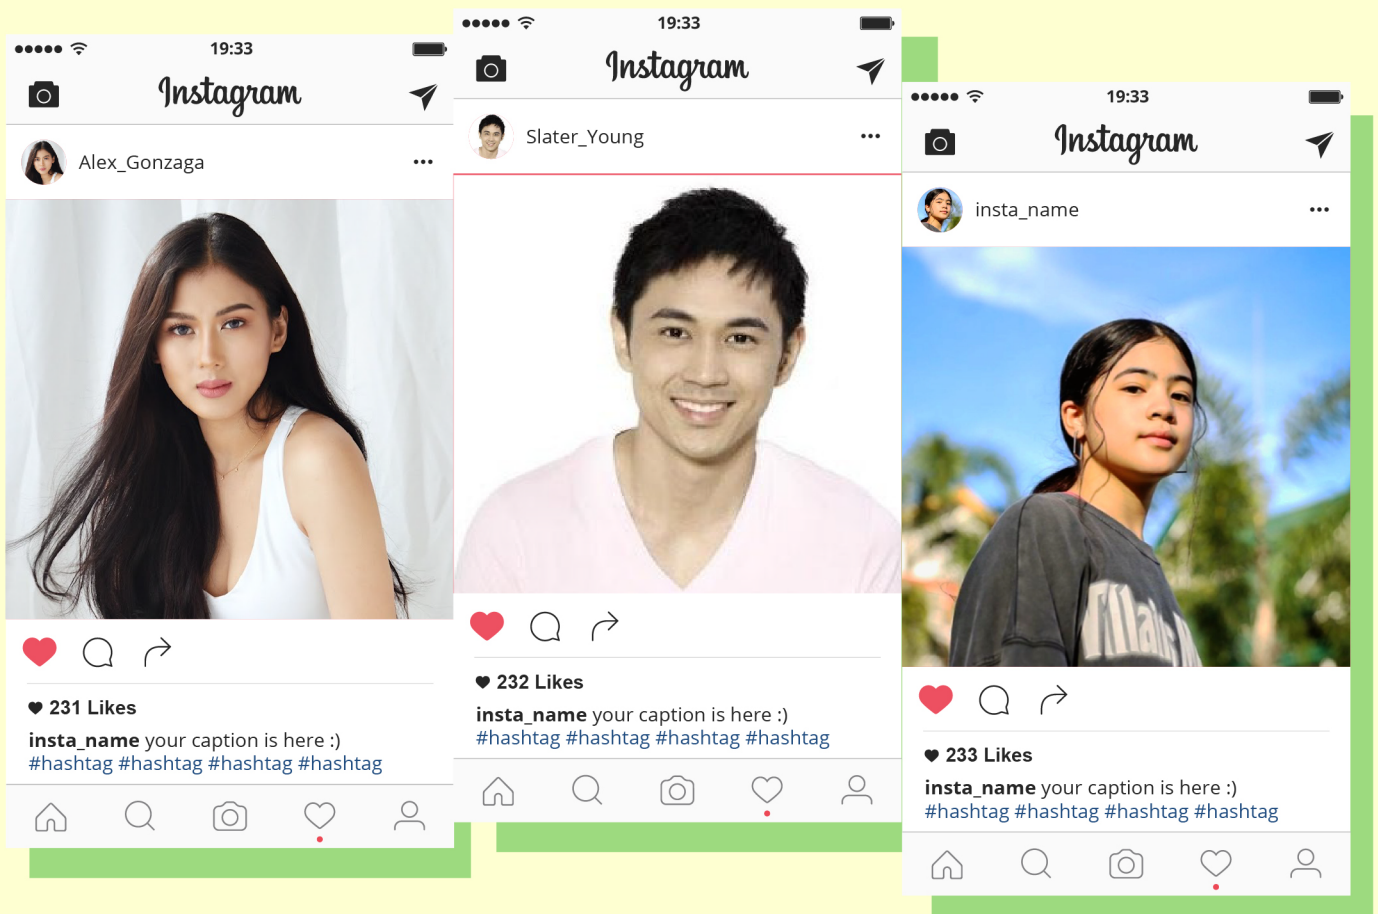 19:33
Instagram
Alex_Gonzaga
231 Likes
insta_name your caption is here :)
#hashtag #hashtag #hashtag #hashtag
19:33
Instagram
Slater_Young
232 Likes
insta_name your caption is here :)
#hashtag #hashtag #hashtag #hashtag
19:33
Instagram
insta_name
233 Likes
insta_name your caption is here :)
#hashtag #hashtag #hashtag #hashtag